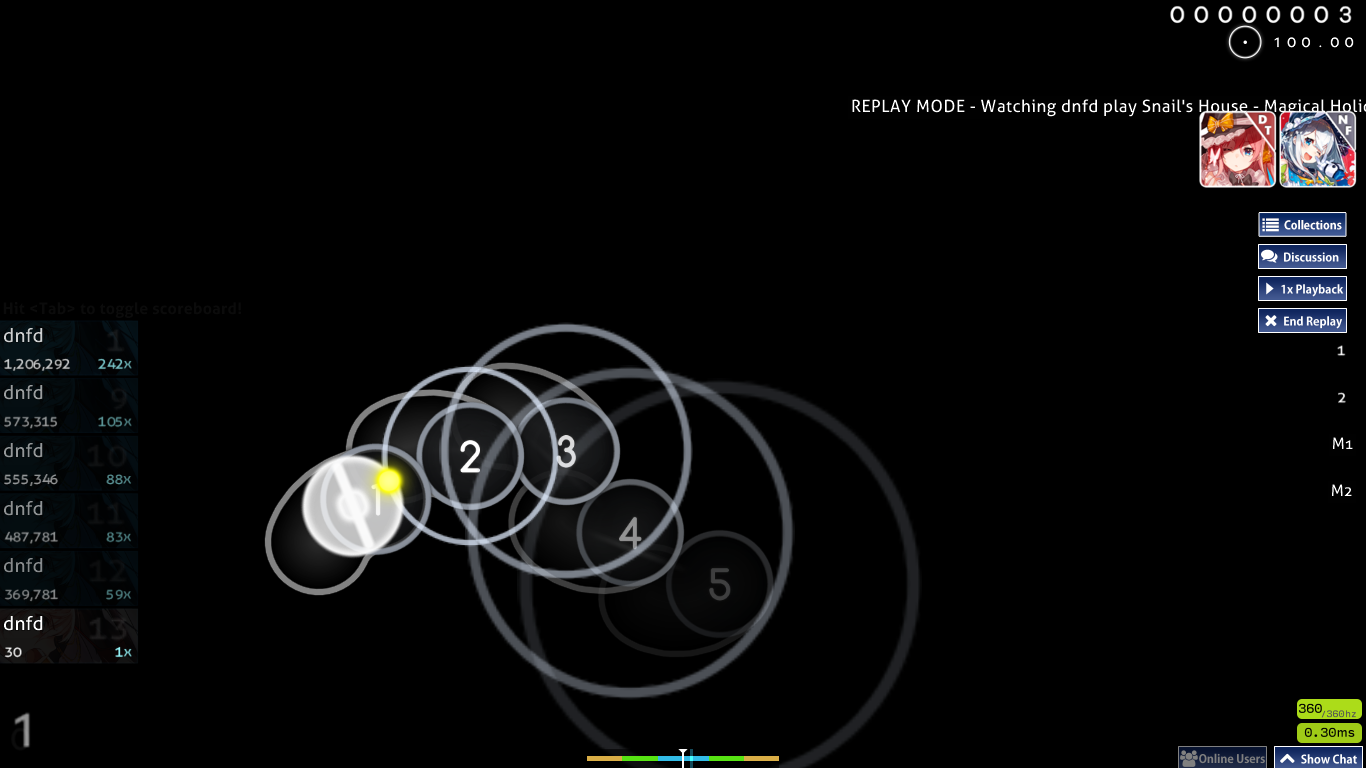 00000003
100.00
REPLAY MODE - Watching dnfd play Snail's House - Magical Holi
DT
NF
Collections
Discussion
1x Playback
End Replay
1
2
M1
M2
Hit <Tab> to toggle scoreboard!
dnfd 1
1,206,292 242x
dnfd 9
573,315 105x
dnfd 10
555,346 88x
dnfd 11
487,781 83x
dnfd 12
369,781 59x
dnfd 13
30 1x
1
2
3
4
5
1
360/360hz
0.30ms
Online Users
Show Chat